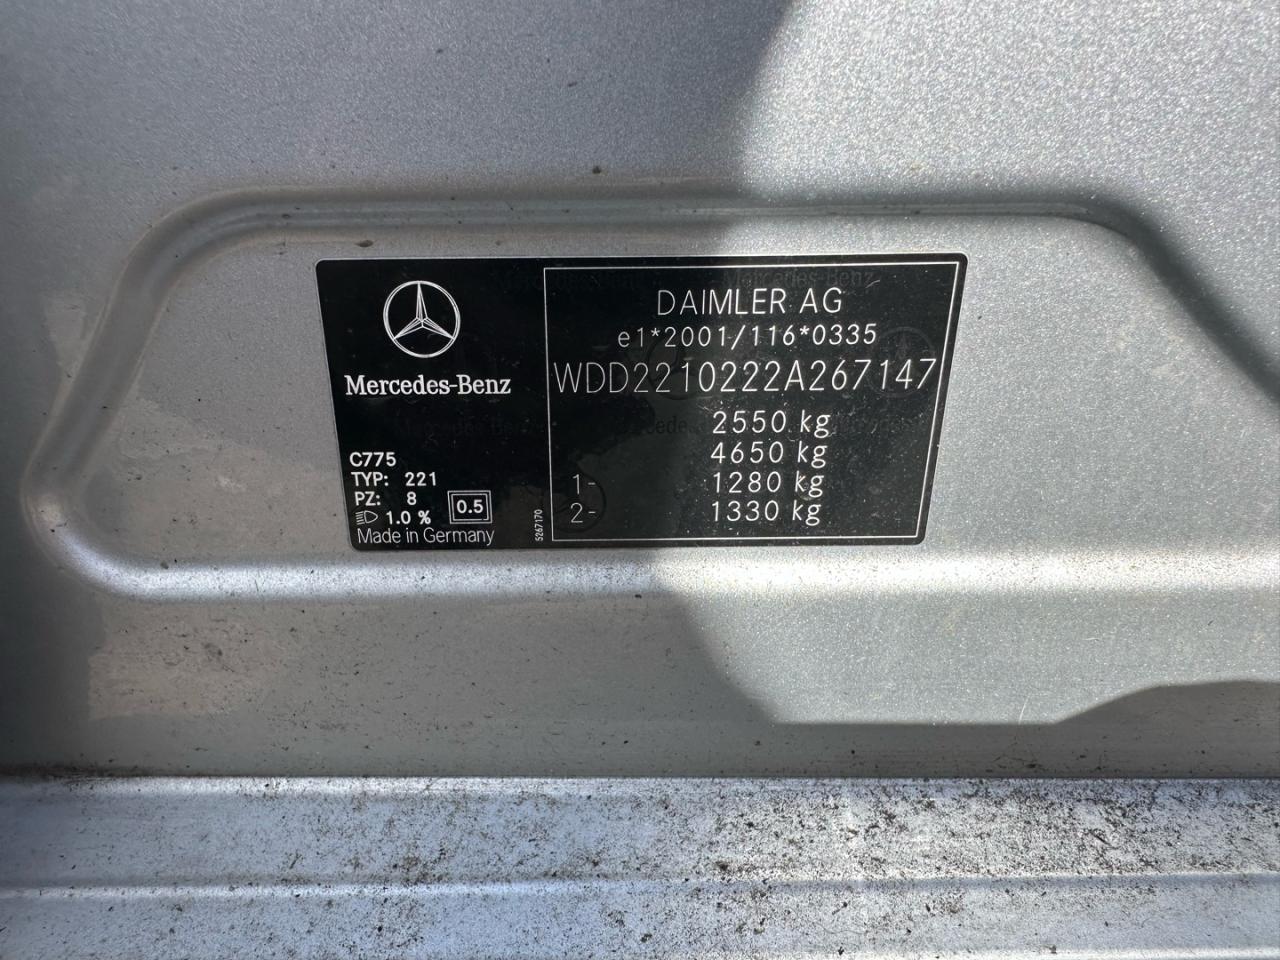 Mercedes-Benz
C775
TYP: 221
PZ: 8
1.0 %
0.5
Made in Germany
5267170
DAIMLER AG
e1*2001/116*0335
WDD2210222A267147
2550 kg
4650 kg
1- 1280 kg
2- 1330 kg